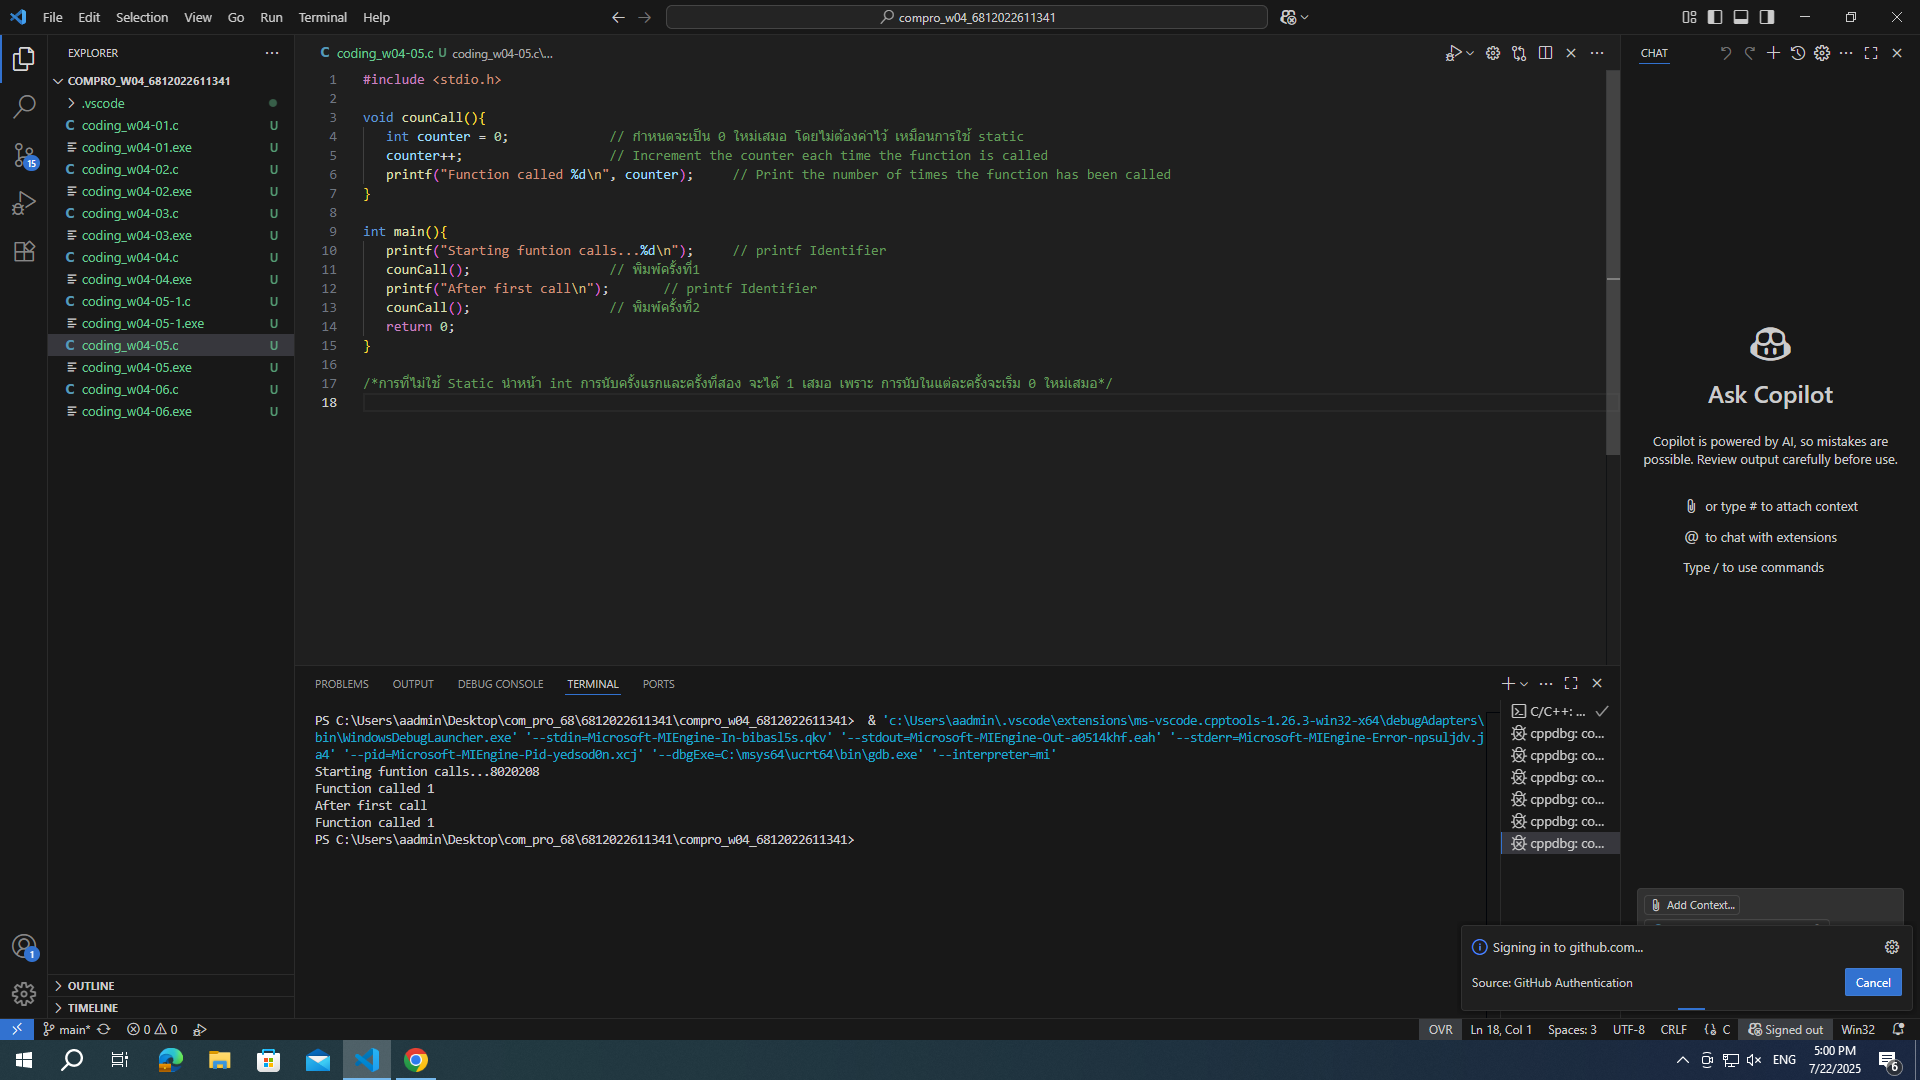 File Edit Selection View Go Run Terminal Help
compro_w04_6812022611341
EXPLORER
COMPRO_W04_6812022611341
.vscode
C coding_w04-01.c U
coding_w04-01.exe U
C coding_w04-02.c U
coding_w04-02.exe U
C coding_w04-03.c U
coding_w04-03.exe U
C coding_w04-04.c U
coding_w04-04.exe U
C coding_w04-05-1.c U
coding_w04-05-1.exe U
C coding_w04-05.c U
coding_w04-05.exe U
C coding_w04-06.c U
coding_w04-06.exe U
OUTLINE
TIMELINE
15
1
C coding_w04-05.c U coding_w04-05.c\...
1 #include <stdio.h>
2
3 void counCall(){
4 int counter = 0; // กำหนดจะเป็น 0 ใหม่เสมอ โดยไม่ต้องค่าไว้ เหมือนการใช้ static
5 counter++; // Increment the counter each time the function is called
6 printf("Function called %d\n", counter); // Print the number of times the function has been called
7 }
8
9 int main(){
10 printf("Starting funtion calls...%d\n"); // printf Identifier
11 counCall(); // พิมพ์ครั้งที่1
12 printf("After first call\n"); // printf Identifier
13 counCall(); // พิมพ์ครั้งที่2
14 return 0;
15 }
16
17 /*การที่ไม่ใช้ Static นำหน้า int การนับครั้งแรกและครั้งที่สอง จะได้ 1 เสมอ เพราะ การนับในแต่ละครั้งจะเริ่ม 0 ใหม่เสมอ*/
18
PROBLEMS OUTPUT DEBUG CONSOLE TERMINAL PORTS
PS C:\Users\aadmin\Desktop\com_pro_68\6812022611341\compro_w04_6812022611341> & 'c:\Users\aadmin\.vscode\extensions\ms-vscode.cpptools-1.26.3-win32-x64\debugAdapters\
bin\WindowsDebugLauncher.exe' '--stdin=Microsoft-MIEngine-In-bibasl5s.qkv' '--stdout=Microsoft-MIEngine-Out-a0514khf.eah' '--stderr=Microsoft-MIEngine-Error-npsuljdv.j
a4' '--pid=Microsoft-MIEngine-Pid-yedsod0n.xcj' '--dbgExe=C:\msys64\ucrt64\bin\gdb.exe' '--interpreter=mi'
Starting funtion calls...8020208
Function called 1
After first call
Function called 1
PS C:\Users\aadmin\Desktop\com_pro_68\6812022611341\compro_w04_6812022611341>
C/C++: ...
cppdbg: co...
cppdbg: co...
cppdbg: co...
cppdbg: co...
cppdbg: co...
cppdbg: co...
CHAT
Ask Copilot
Copilot is powered by AI, so mistakes are
possible. Review output carefully before use.
or type # to attach context
@ to chat with extensions
Type / to use commands
Add Context...
Signing in to github.com...
Source: GitHub Authentication
Cancel
main* 0 0 OVR Ln 18, Col 1 Spaces: 3 UTF-8 CRLF {} C Signed out Win32
ENG
5:00 PM
7/22/2025
6